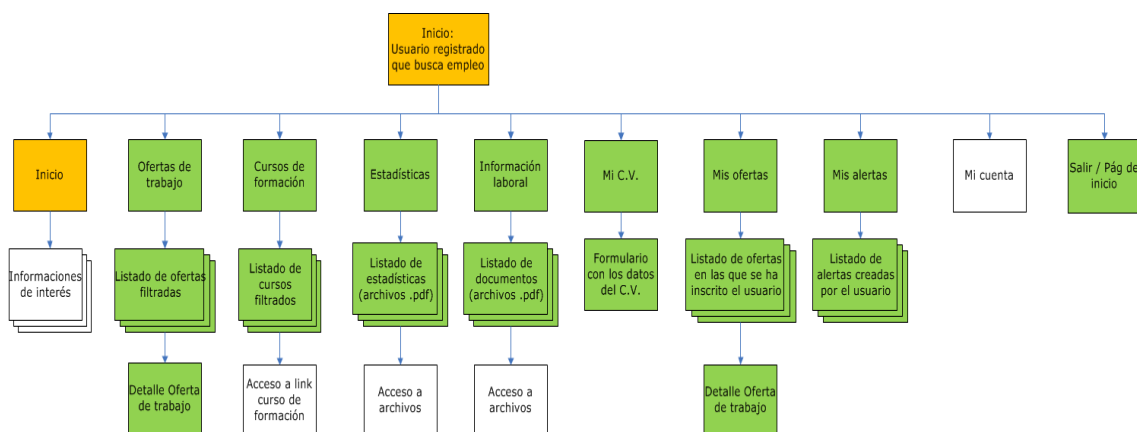 Inicio:
Usuario registrado
que busca empleo
Inicio
Ofertas de
trabajo
Cursos de
formación
Estadísticas
Información
laboral
Mi C.V.
Mis ofertas
Mis alertas
Mi cuenta
Salir / Pág de
inicio
Informaciones
de interés
Listado de ofertas
filtradas
Listado de
cursos
filtrados
Listado de
estadísticas
(archivos .pdf)
Listado de
documentos
(archivos .pdf)
Formulario
con los datos
del C.V.
Listado de ofertas
en las que se ha
inscrito el usuario
Listado de
alertas creadas
por el usuario
Detalle Oferta
de trabajo
Acceso a link
curso de
formación
Acceso a
archivos
Acceso a
archivos
Detalle Oferta
de trabajo